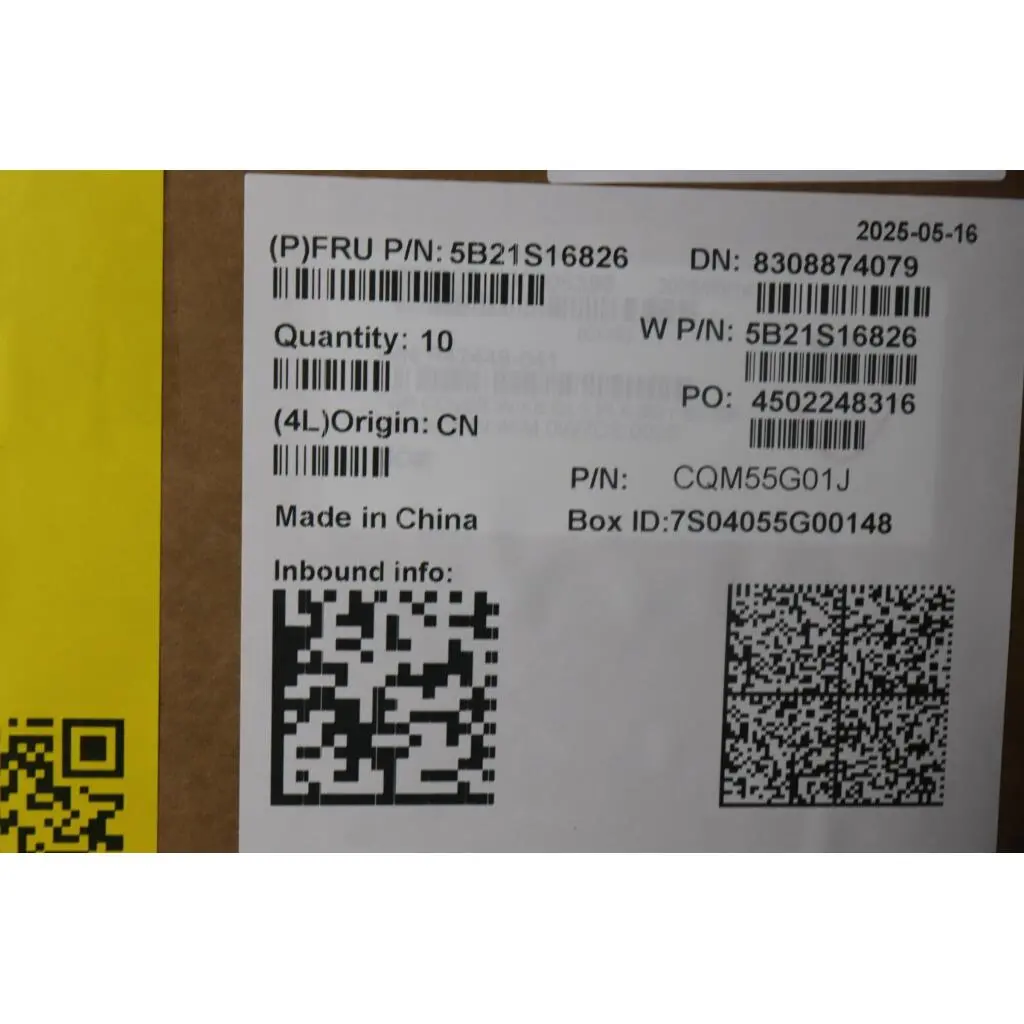 2025-05-16
(P)FRU P/N: 5B21S16826
DN: 8308874079
Quantity: 10
W P/N: 5B21S16826
PO: 4502248316
(4L)Origin: CN
P/N: CQM55G01J
Made in China
Box ID:7S04055G00148
Inbound info: